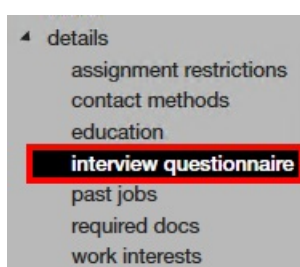 details
assignment restrictions
contact methods
education
interview questionnaire
past jobs
required docs
work interests